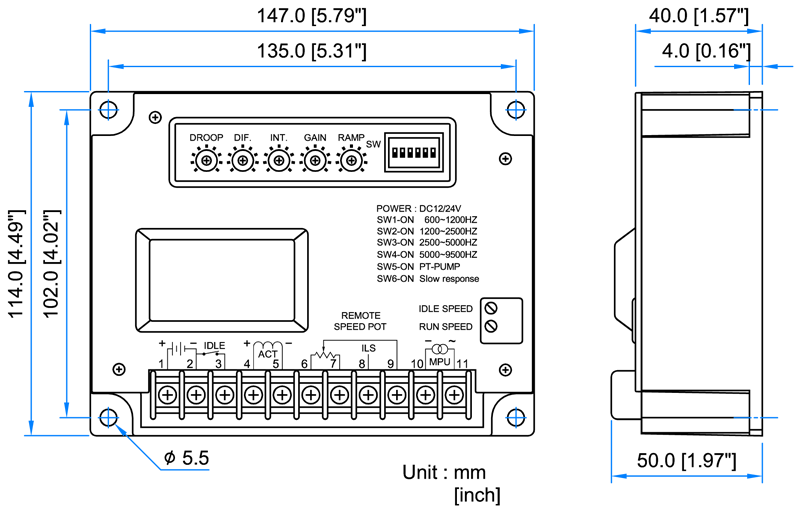 147.0 [5.79"]
40.0 [1.57"]
135.0 [5.31"]
4.0 [0.16"]
DROOP DIF. INT. GAIN RAMP
SW
114.0 [4.49"]
102.0 [4.02"]
POWER : DC12/24V
SW1-ON 600~1200HZ
SW2-ON 1200~2500HZ
SW3-ON 2500~5000HZ
SW4-ON 5000~9500HZ
SW5-ON PT-PUMP
SW6-ON Slow response
IDLE SPEED
RUN SPEED
REMOTE
SPEED POT
+ − IDLE + − ILS − ~
ACT MPU
1 2 3 4 5 6 7 8 9 10 11
ϕ 5.5
50.0 [1.97"]
Unit : mm
[inch]